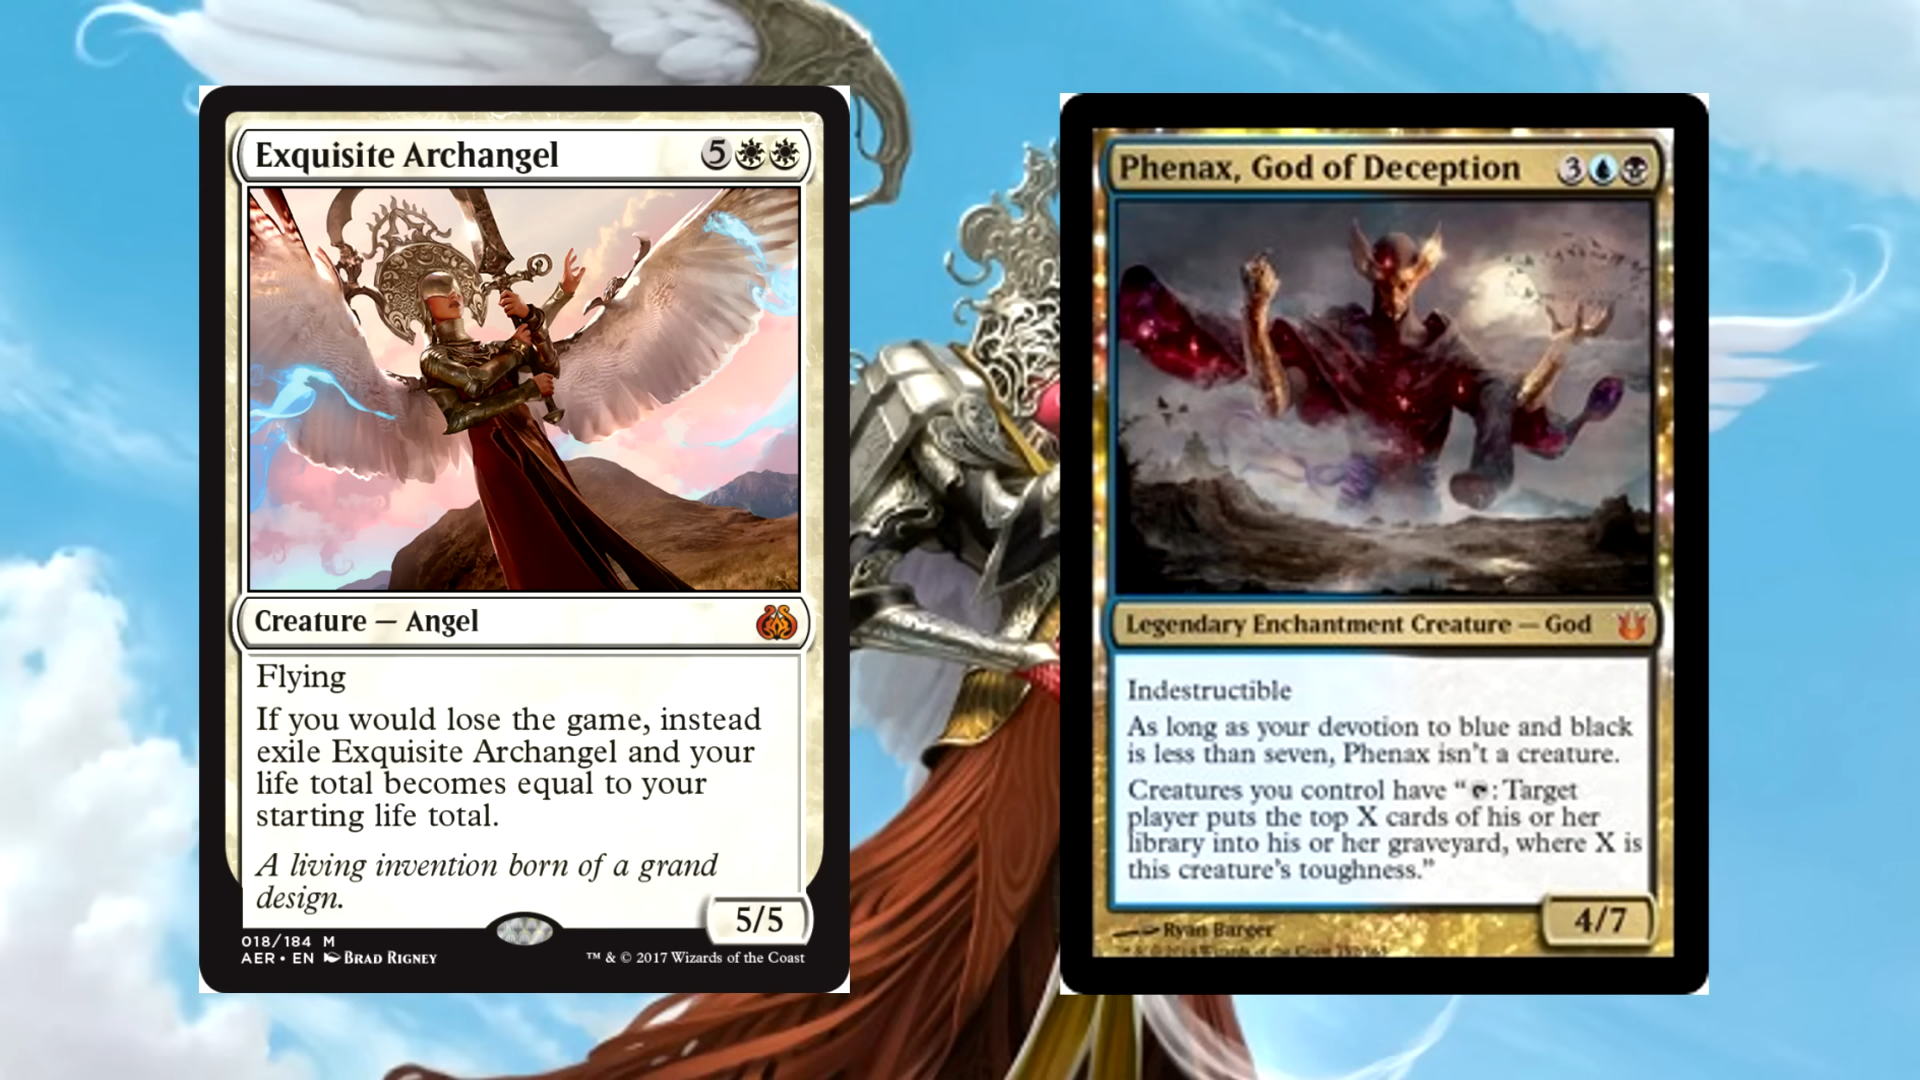 Exquisite Archangel 5
Creature — Angel
Flying
If you would lose the game, instead
exile Exquisite Archangel and your
life total becomes equal to your
starting life total.
A living invention born of a grand
design.
5/5
018/184 M
AER • EN BRAD RIGNEY
™ & © 2017 Wizards of the Coast
Phenax, God of Deception 3
Legendary Enchantment Creature — God
Indestructible
As long as your devotion to blue and black
is less than seven, Phenax isn't a creature.
Creatures you control have “ : Target
player puts the top X cards of his or her
library into his or her graveyard, where X is
this creature's toughness.”
4/7
Ryan Barger